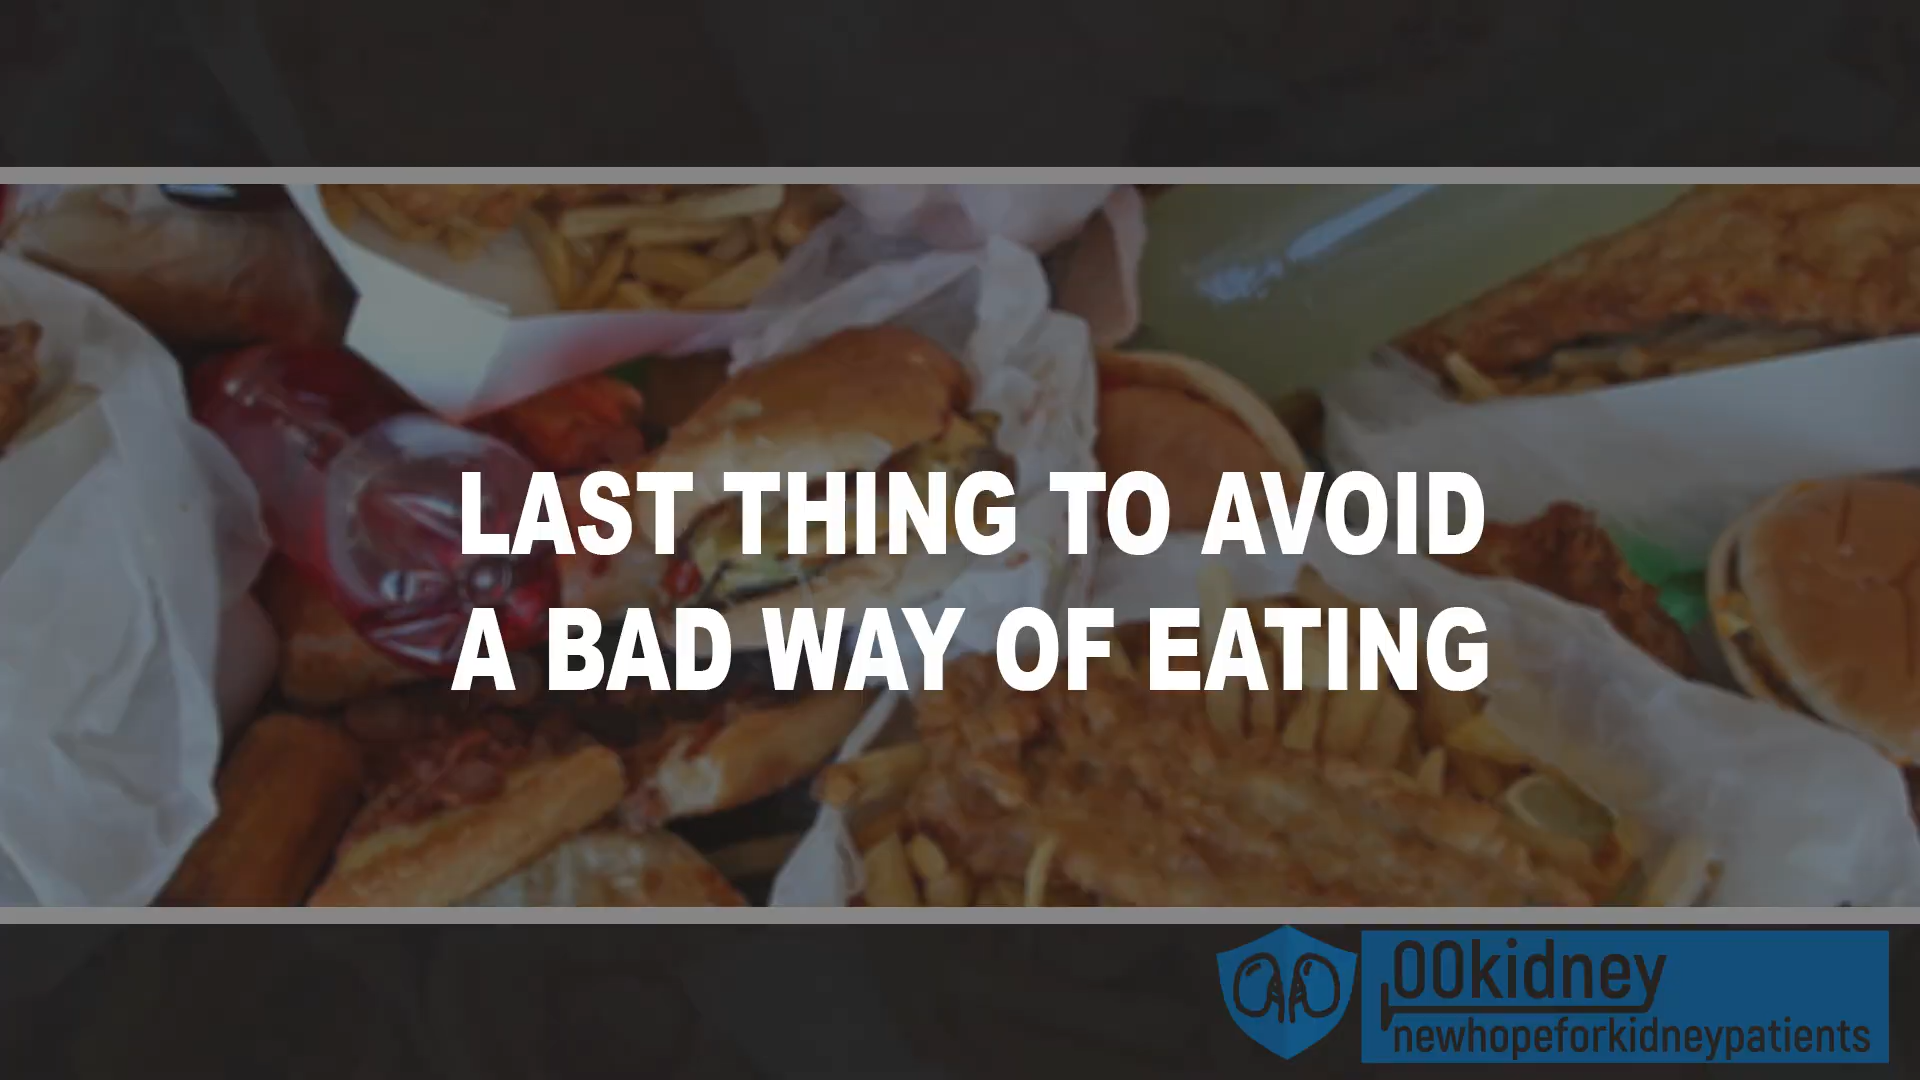 LAST THING TO AVOID
A BAD WAY OF EATING
00kidney
newhopeforkidneypatients